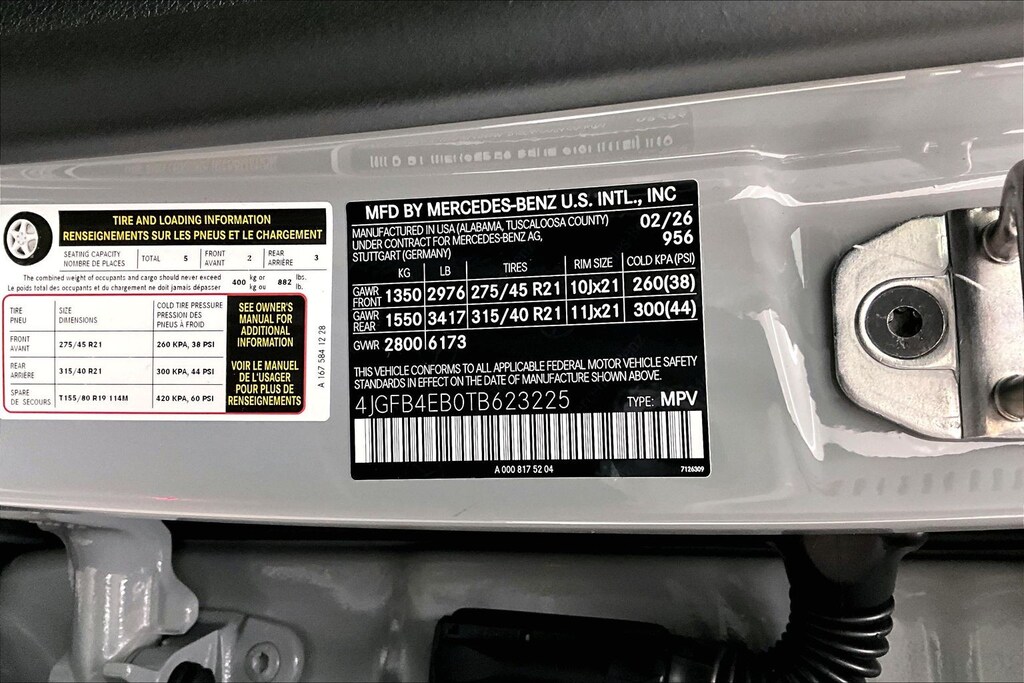 TIRE AND LOADING INFORMATION
RENSEIGNEMENTS SUR LES PNEUS ET LE CHARGEMENT
SEATING CAPACITY
NOMBRE DE PLACES
TOTAL 5
FRONT
AVANT
2
REAR
ARRIÈRE
3
The combined weight of occupants and cargo should never exceed
Le poids total des occupants et du chargement ne doit jamais dépasser
400 kg or
kg ou
882 lbs.
lb.
TIRE
PNEU
SIZE
DIMENSIONS
COLD TIRE PRESSURE
PRESSION DES
PNEUS À FROID
FRONT
AVANT
275/45 R21
260 KPA, 38 PSI
REAR
ARRIÈRE
315/40 R21
300 KPA, 44 PSI
SPARE
DE SECOURS
T155/80 R19 114M
420 KPA, 60 PSI
SEE OWNER'S
MANUAL FOR
ADDITIONAL
INFORMATION
VOIR LE MANUEL
DE L'USAGER
POUR PLUS DE
RENSEIGNEMENTS
A 167 584 12 28
MFD BY MERCEDES-BENZ U.S. INTL., INC
MANUFACTURED IN USA (ALABAMA, TUSCALOOSA COUNTY)
UNDER CONTRACT FOR MERCEDES-BENZ AG,
STUTTGART (GERMANY)
02/26
956
KG LB TIRES RIM SIZE COLD KPA(PSI)
GAWR
FRONT
1350 2976 275/45 R21 10Jx21 260(38)
GAWR
REAR
1550 3417 315/40 R21 11Jx21 300(44)
GVWR 2800 6173
THIS VEHICLE CONFORMS TO ALL APPLICABLE FEDERAL MOTOR VEHICLE SAFETY
STANDARDS IN EFFECT ON THE DATE OF MANUFACTURE SHOWN ABOVE.
4JGFB4EB0TB623225 TYPE: MPV
A 000 817 52 04 7126309